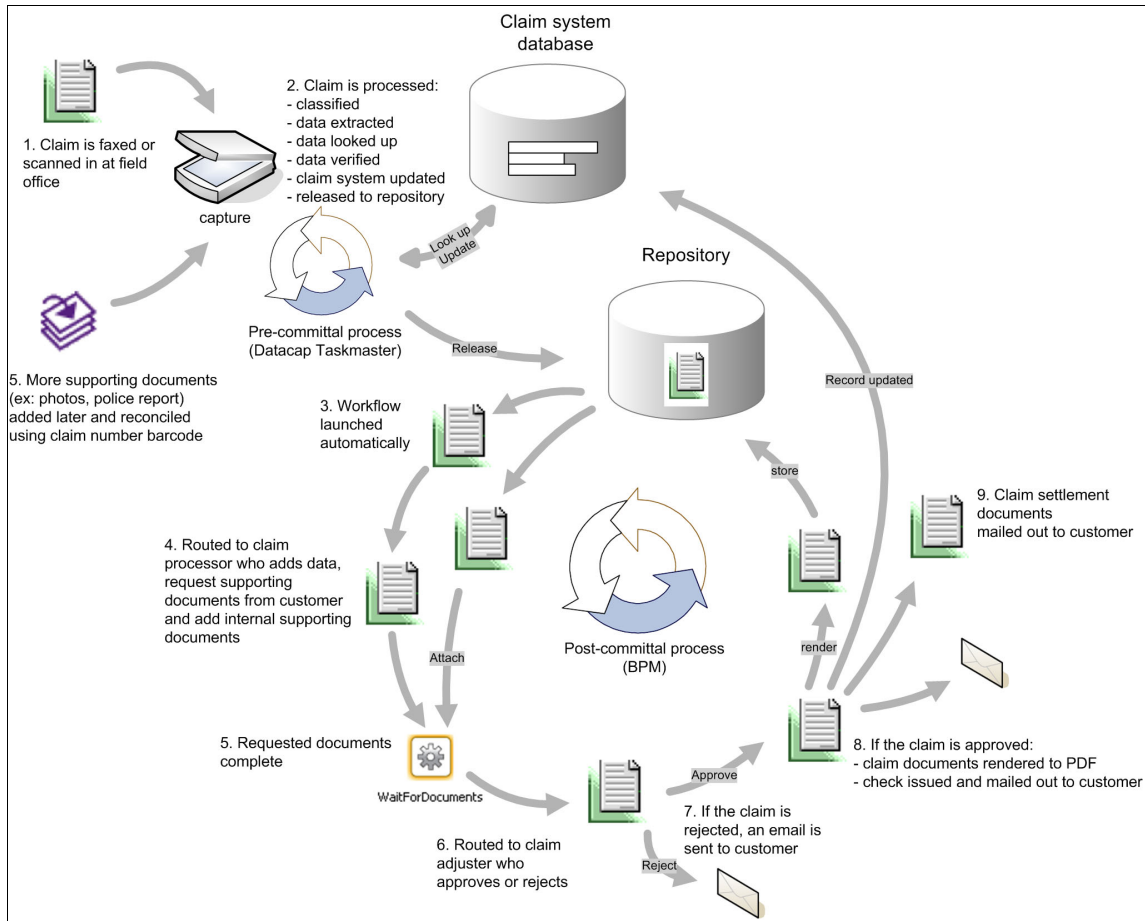 Claim system
database
1. Claim is faxed or
scanned in at field
office
capture
2. Claim is processed:
- classified
- data extracted
- data looked up
- data verified
- claim system updated
- released to repository
Look up
Update
Pre-committal process
(Datacap Taskmaster)
Release
Repository
Record updated
5. More supporting documents
(ex: photos, police report)
added later and reconciled
using claim number barcode
3. Workflow
launched
automatically
store
9. Claim settlement
documents
mailed out to customer
4. Routed to claim
processor who adds data,
request supporting
documents from customer
and add internal supporting
documents
Attach
Post-committal process
(BPM)
render
5. Requested documents
complete
WaitForDocuments
Approve
8. If the claim is approved:
- claim documents rendered to PDF
- check issued and mailed out to customer
6. Routed to claim
adjuster who
approves or rejects
7. If the claim is
rejected, an email is
sent to customer
Reject